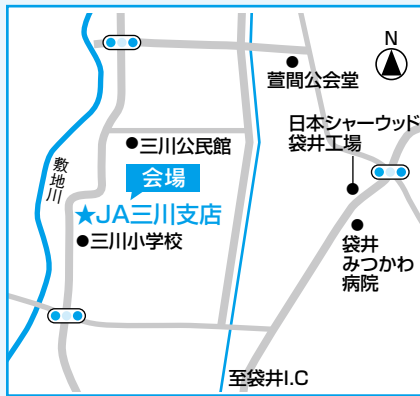 N
萱間公会堂
日本シャーウッド
袋井工場
三川公民館
会場
敷地川
★JA三川支店
三川小学校
袋井
みつかわ
病院
至袋井I.C